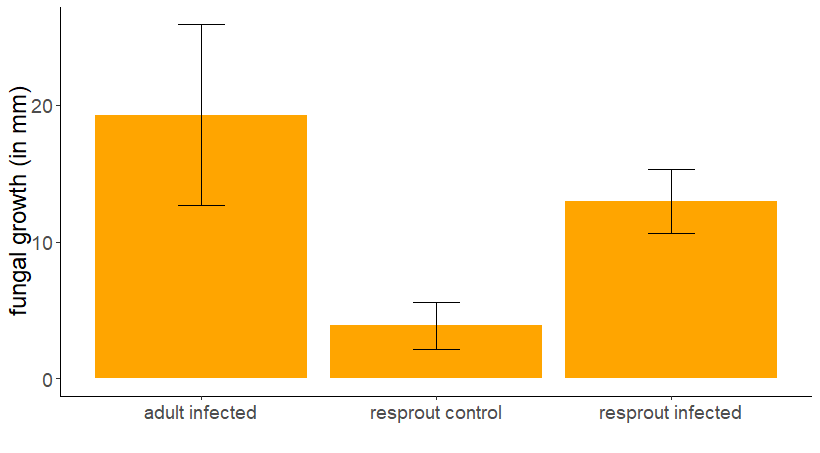 fungal growth (in mm)
20
10
0
adult infected
resprout control
resprout infected